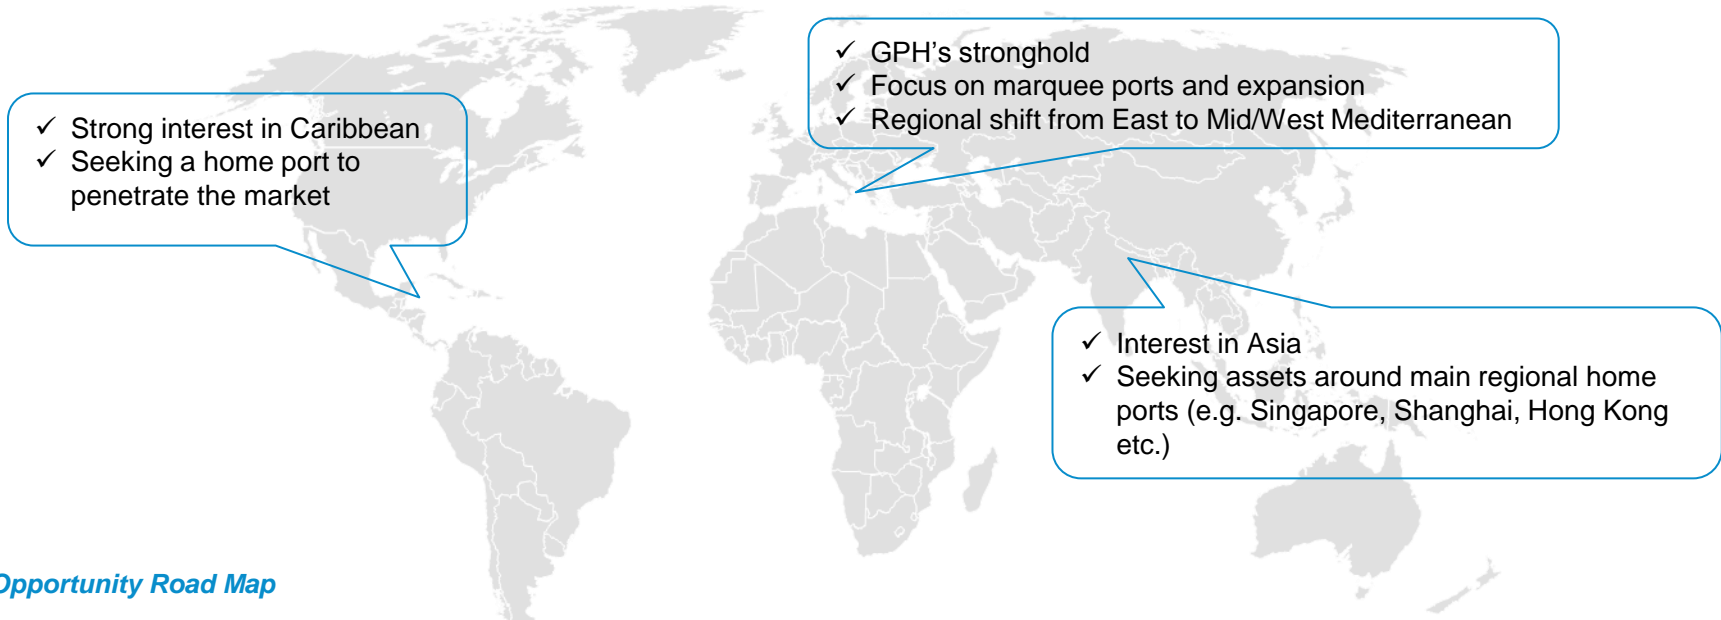 ✓ GPH's stronghold
✓ Focus on marquee ports and expansion
✓ Regional shift from East to Mid/West Mediterranean
✓ Strong interest in Caribbean
✓ Seeking a home port to
penetrate the market
✓ Interest in Asia
✓ Seeking assets around main regional home
ports (e.g. Singapore, Shanghai, Hong Kong
etc.)
Opportunity Road Map